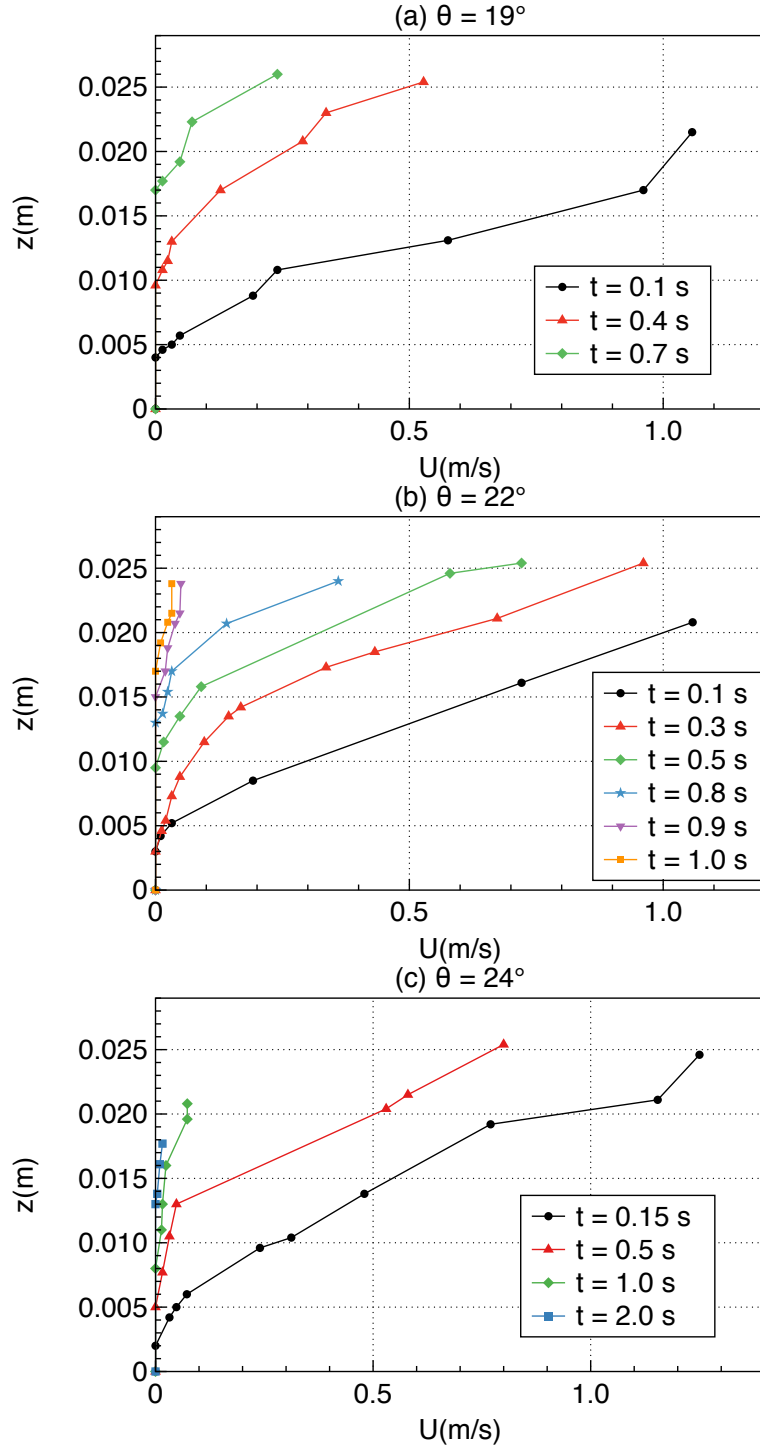 (a) θ = 19°
z(m)
0.025
0.020
0.015
0.010
0.005
0
t = 0.1 s
t = 0.4 s
t = 0.7 s
0 0.5 1.0
U(m/s)
(b) θ = 22°
z(m)
0.025
0.020
0.015
0.010
0.005
0
t = 0.1 s
t = 0.3 s
t = 0.5 s
t = 0.8 s
t = 0.9 s
t = 1.0 s
0 0.5 1.0
U(m/s)
(c) θ = 24°
z(m)
0.025
0.020
0.015
0.010
0.005
0
t = 0.15 s
t = 0.5 s
t = 1.0 s
t = 2.0 s
0 0.5 1.0
U(m/s)